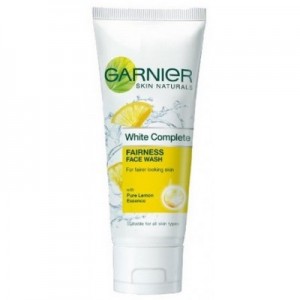 GARNIER
SKIN NATURALS
White Complete
FAIRNESS
FACE WASH
For fairer looking skin
with
Pure Lemon
Essence
Suitable for all skin types